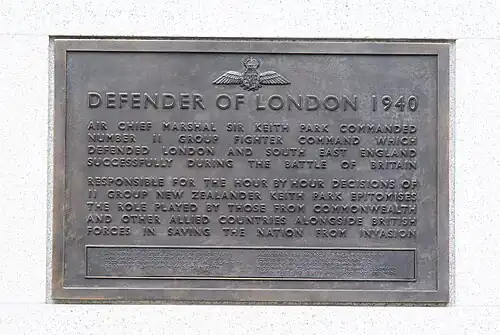 DEFENDER OF LONDON 1940
AIR CHIEF MARSHAL SIR KEITH PARK COMMANDED
NUMBER 11 GROUP FIGHTER COMMAND WHICH
DEFENDED LONDON AND SOUTH EAST ENGLAND
SUCCESSFULLY DURING THE BATTLE OF BRITAIN
RESPONSIBLE FOR THE HOUR BY HOUR DECISIONS OF
11 GROUP NEW ZEALANDER KEITH PARK EPITOMISES
THE ROLE PLAYED BY THOSE FROM COMMONWEALTH
AND OTHER ALLIED COUNTRIES ALONGSIDE BRITISH
FORCES IN SAVING THE NATION FROM INVASION